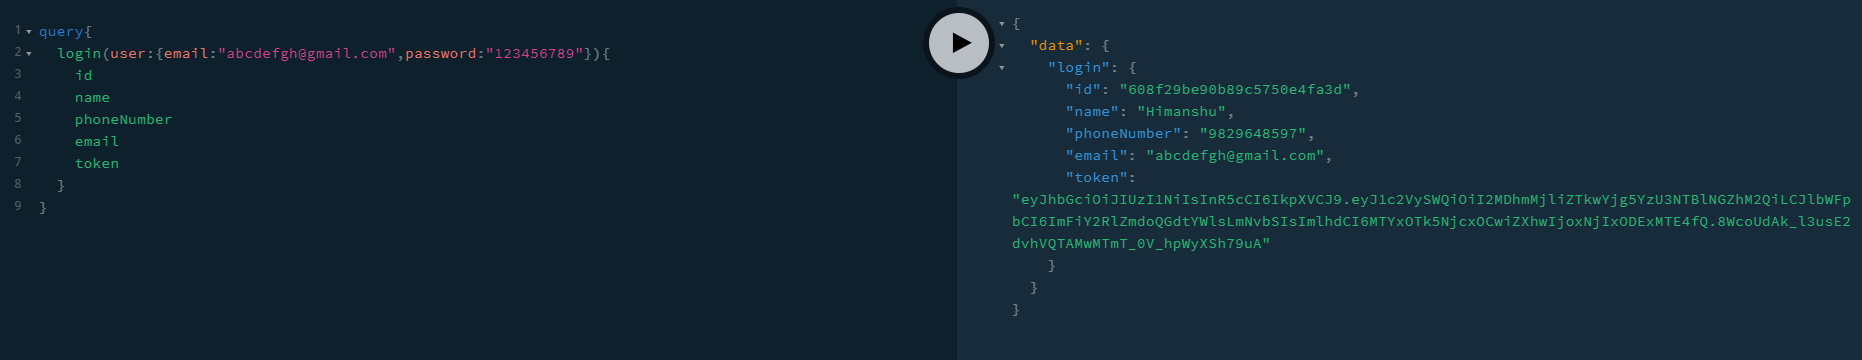 1 query{
2 login(user:{email:"abcdefgh@gmail.com",password:"123456789"}){
3 id
4 name
5 phoneNumber
6 email
7 token
8 }
9 }
{
"data": {
"login": {
"id": "608f29be90b89c5750e4fa3d",
"name": "Himanshu",
"phoneNumber": "9829648597",
"email": "abcdefgh@gmail.com",
"token":
"eyJhbGciOiJIUzI1NiIsInR5cCI6IkpXVCJ9.eyJ1c2VySWQiOiI2MDhmMjliZTkwYjg5YzU3NTBlNGZhM2QiLCJlbWFp
bCI6ImFiY2RlZmdoQGdtYWlsLmNvbSIsImlhdCI6MTYxOTk5NjcxOCwiZXhwIjoxNjIxODExMTE4fQ.8WcoUdAk_l3usE2
dvhVQTAMwMTmT_0V_hpWyXSh79uA"
}
}
}